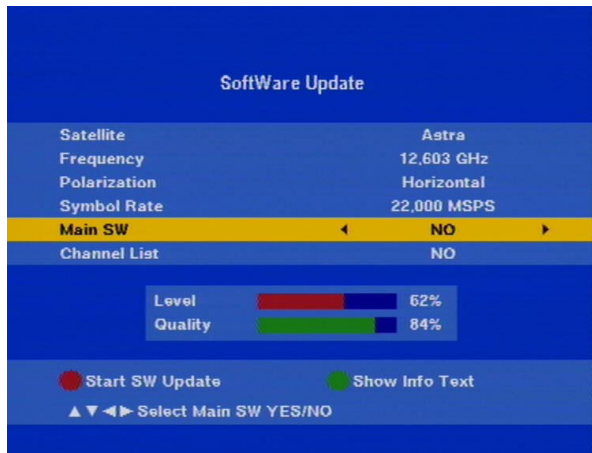 SoftWare Update
Satellite Astra
Frequency 12,603 GHz
Polarization Horizontal
Symbol Rate 22,000 MSPS
Main SW ◀ NO ▶
Channel List NO
Level 62%
Quality 84%
Start SW Update Show Info Text
▲▼◀▶ Select Main SW YES/NO